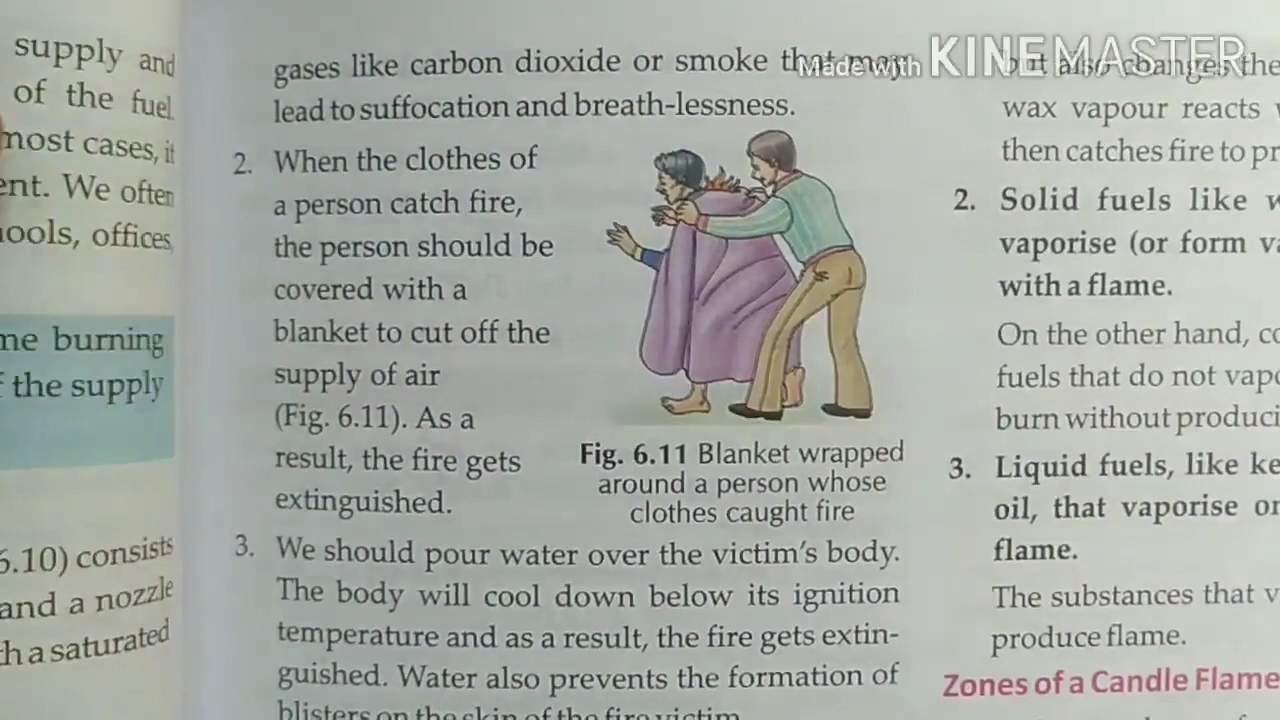 supply and
of the fuel
most cases, it
We often
offices,
burning
the supply
6.10) consists
and a nozzle
a saturated
gases like carbon dioxide or smoke that may
lead to suffocation and breath-lessness.
2. When the clothes of
a person catch fire,
the person should be
covered with a
blanket to cut off the
supply of air
(Fig. 6.11). As a
result, the fire gets
extinguished.
Fig. 6.11 Blanket wrapped
around a person whose
clothes caught fire
3. We should pour water over the victim's body.
The body will cool down below its ignition
temperature and as a result, the fire gets extin-
guished. Water also prevents the formation of
blisters on the skin of the fire victim
Made with KINEMASTER
but also changes the
wax vapour reacts
then catches fire to
2. Solid fuels like
vaporise (or form
with a flame.
On the other hand,
fuels that do not
burn without
3. Liquid fuels, like
oil, that vaporise
flame.
The substances that
produce flame.
Zones of a Candle Flame